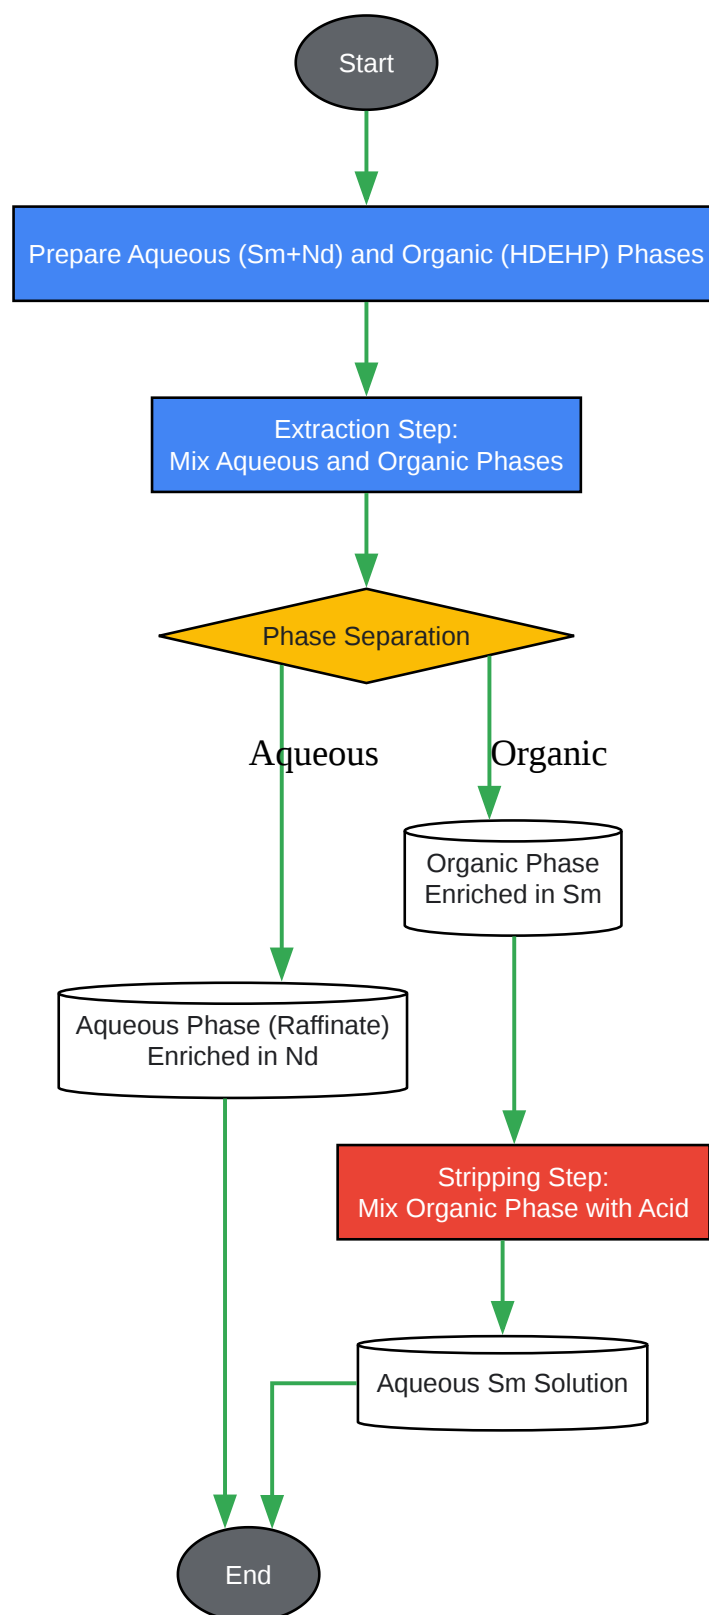 Start
Prepare Aqueous (Sm+Nd) and Organic (HDEHP) Phases
Extraction Step:
Mix Aqueous and Organic Phases
Phase Separation
Aqueous
Organic
Organic Phase
Enriched in Sm
Aqueous Phase (Raffinate)
Enriched in Nd
Stripping Step:
Mix Organic Phase with Acid
Aqueous Sm Solution
End